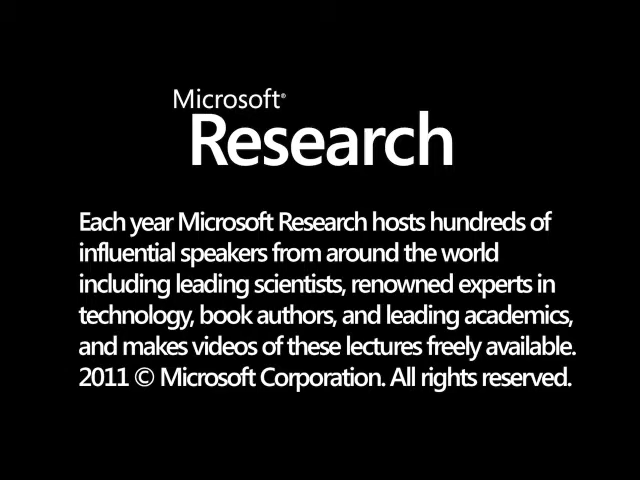 Microsoft®
Research
Each year Microsoft Research hosts hundreds of
influential speakers from around the world
including leading scientists, renowned experts in
technology, book authors, and leading academics,
and makes videos of these lectures freely available.
2011 © Microsoft Corporation. All rights reserved.